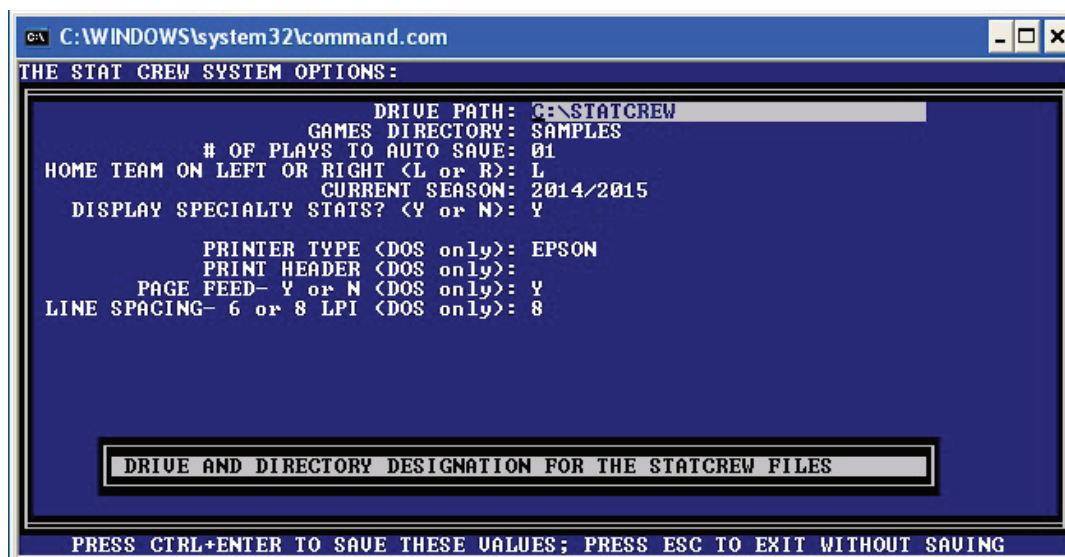 C:\WINDOWS\system32\command.com
THE STAT CREW SYSTEM OPTIONS:
DRIVE PATH: C:\STATCREW
GAMES DIRECTORY: SAMPLES
# OF PLAYS TO AUTO SAVE: 01
HOME TEAM ON LEFT OR RIGHT (L or R): L
CURRENT SEASON: 2014/2015
DISPLAY SPECIALTY STATS? (Y or N): Y
PRINTER TYPE (DOS only): EPSON
PRINT HEADER (DOS only):
PAGE FEED- Y or N (DOS only): Y
LINE SPACING- 6 or 8 LPI (DOS only): 8
DRIVE AND DIRECTORY DESIGNATION FOR THE STATCREW FILES
PRESS CTRL+ENTER TO SAVE THESE VALUES; PRESS ESC TO EXIT WITHOUT SAVING